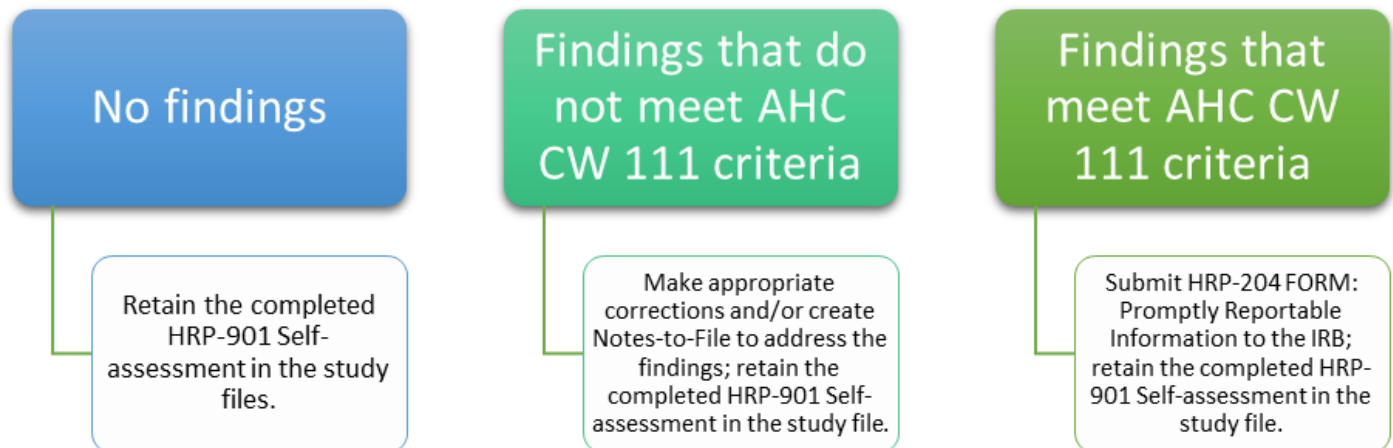 No findings
Retain the completed
HRP-901 Self-
assessment in the study
files.
Findings that do
not meet AHC
CW 111 criteria
Make appropriate
corrections and/or create
Notes-to-File to address the
findings; retain the
completed HRP-901 Self-
assessment in the study file.
Findings that
meet AHC CW
111 criteria
Submit HRP-204 FORM:
Promptly Reportable
Information to the IRB;
retain the completed HRP-
901 Self-assessment in the
study file.